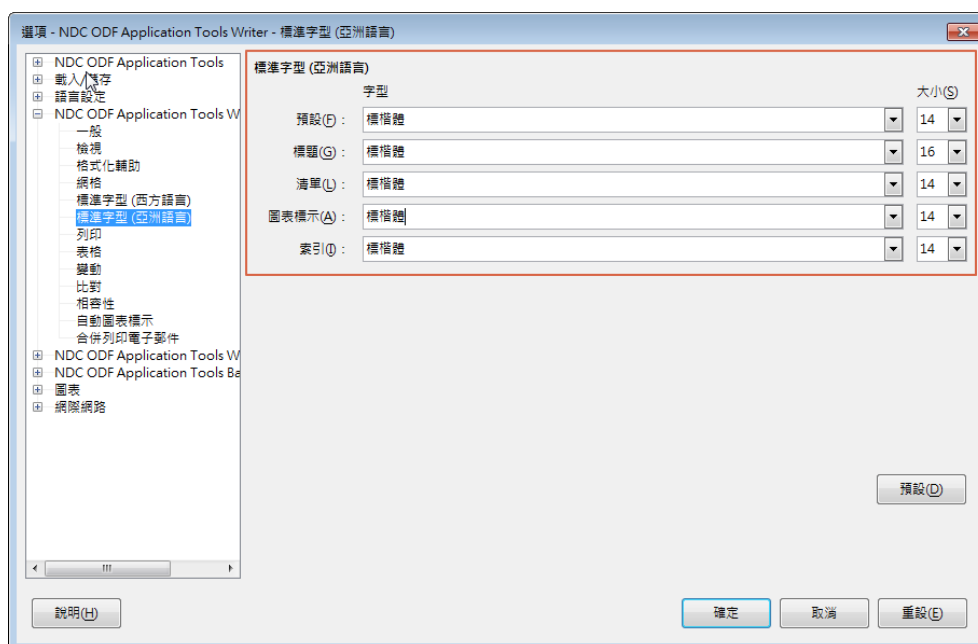 選項 - NDC ODF Application Tools Writer - 標準字型 (亞洲語言)
NDC ODF Application Tools
載入/儲存
語言設定
NDC ODF Application Tools W
一般
檢視
格式化輔助
網格
標準字型 (西方語言)
標準字型 (亞洲語言)
列印
表格
變動
比對
相容性
自動圖表標示
合併列印電子郵件
NDC ODF Application Tools W
NDC ODF Application Tools Ba
圖表
網際網路
標準字型 (亞洲語言)
字型 大小(S)
預設(F)： 標楷體 14
標題(G)： 標楷體 16
清單(L)： 標楷體 14
圖表標示(A)： 標楷體 14
索引(I)： 標楷體 14
預設(D)
說明(H) 確定 取消 重設(E)